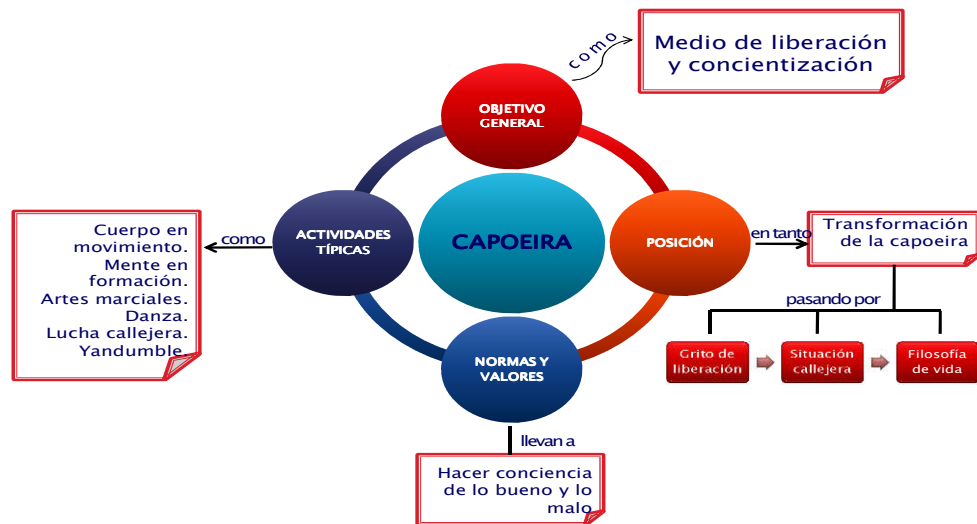 como
Medio de liberación
y concientización
OBJETIVO
GENERAL
Cuerpo en
movimiento.
Mente en
formación.
Artes marciales.
Danza.
Lucha callejera.
Yandumble.
como
ACTIVIDADES
TÍPICAS
CAPOEIRA
POSICIÓN
en tanto
Transformación
de la capoeira
pasando por
Grito de
liberación
Situación
callejera
Filosofía
de vida
NORMAS Y
VALORES
llevan a
Hacer conciencia
de lo bueno y lo
malo